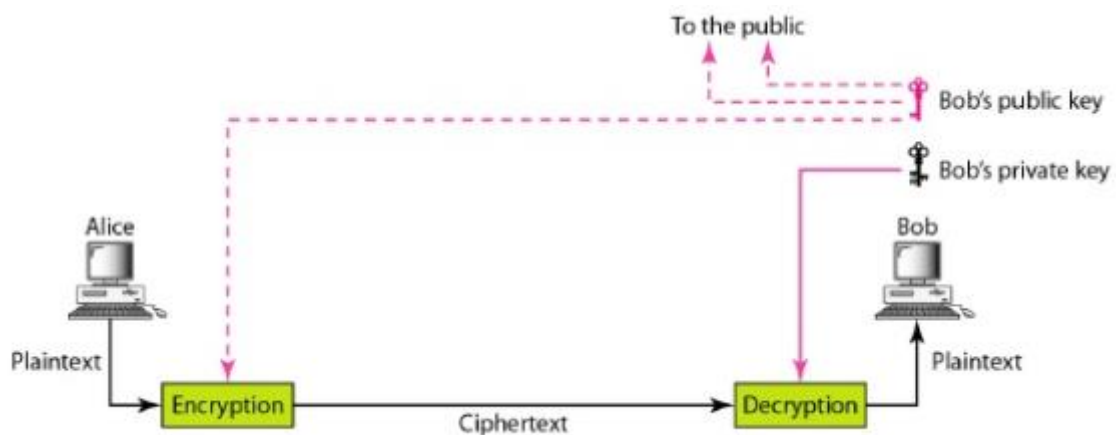 To the public
Bob's public key
Bob's private key
Alice
Bob
Plaintext
Plaintext
Encryption
Decryption
Ciphertext